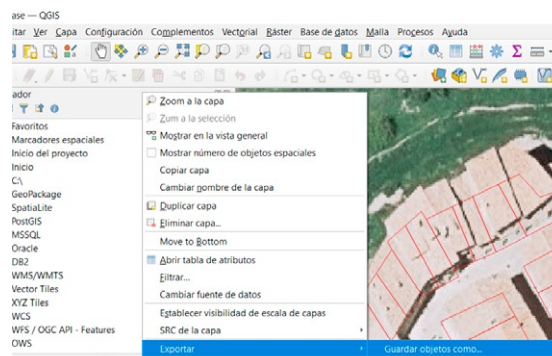 ase — QGIS
itar Ver Capa Configuración Complementos Vectorial Ráster Base de datos Malla Procesos Ayuda
ador
Favoritos
Marcadores espaciales
Inicio del proyecto
Inicio
C:\
GeoPackage
SpatiaLite
PostGIS
MSSQL
Oracle
DB2
WMS/WMTS
Vector Tiles
XYZ Tiles
WCS
WFS / OGC API - Features
OWS
Zoom a la capa
Zum a la selección
Mostrar en la vista general
Mostrar número de objetos espaciales
Copiar capa
Cambiar nombre de la capa
Duplicar capa
Eliminar capa...
Move to Bottom
Abrir tabla de atributos
Filtrar...
Cambiar fuente de datos
Establecer visibilidad de escala de capas
SRC de la capa
Exportar
Guardar objetos como...